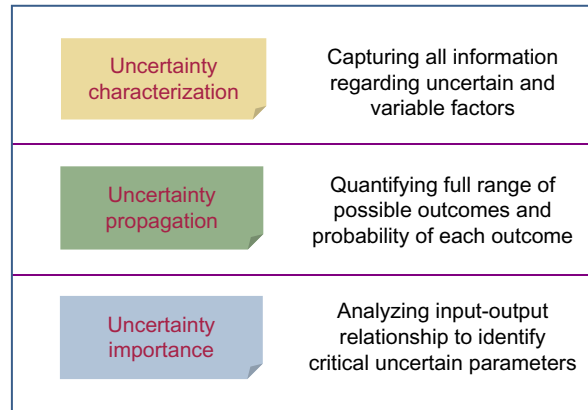 Uncertainty
characterization
Capturing all information
regarding uncertain and
variable factors
Uncertainty
propagation
Quantifying full range of
possible outcomes and
probability of each outcome
Uncertainty
importance
Analyzing input-output
relationship to identify
critical uncertain parameters